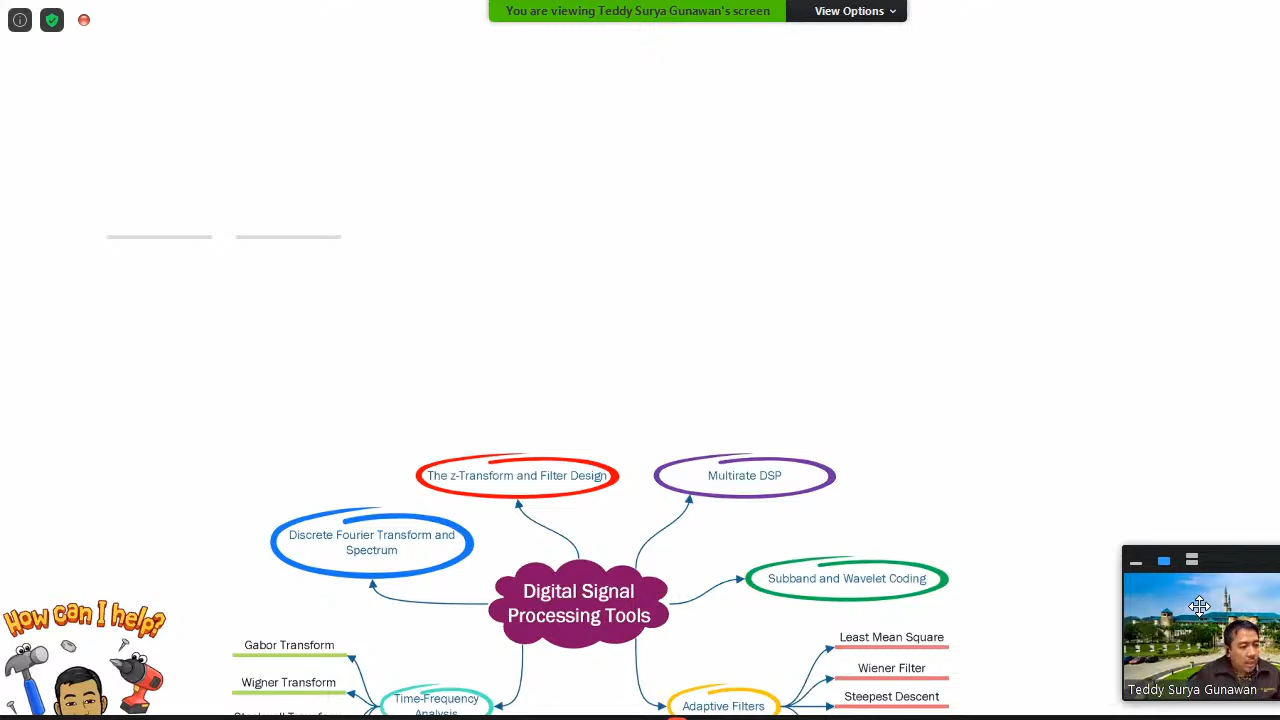 You are viewing Teddy Surya Gunawan's screen
View Options
The z-Transform and Filter Design
Multirate DSP
Discrete Fourier Transform and
Spectrum
Subband and Wavelet Coding
Digital Signal
Processing Tools
How can I help?
Gabor Transform
Wigner Transform
Time-Frequency
Analysis
Least Mean Square
Wiener Filter
Steepest Descent
Adaptive Filters
Teddy Surya Gunawan